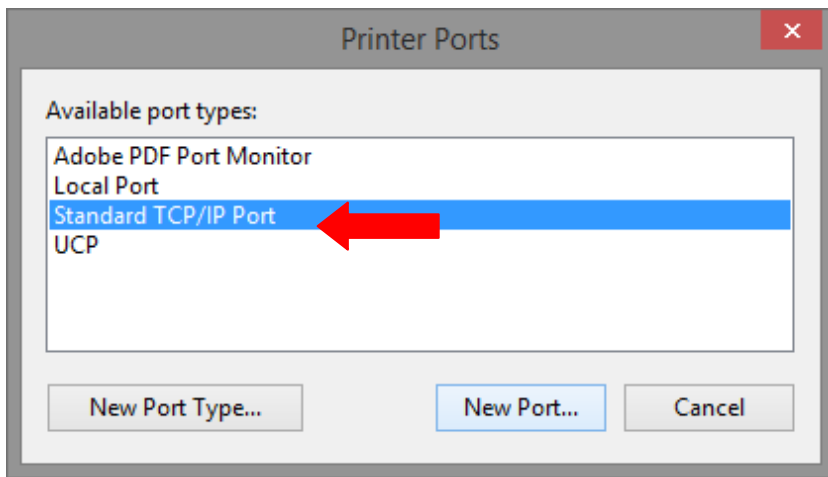 Printer Ports
Available port types:
Adobe PDF Port Monitor
Local Port
Standard TCP/IP Port
UCP
New Port Type... New Port... Cancel